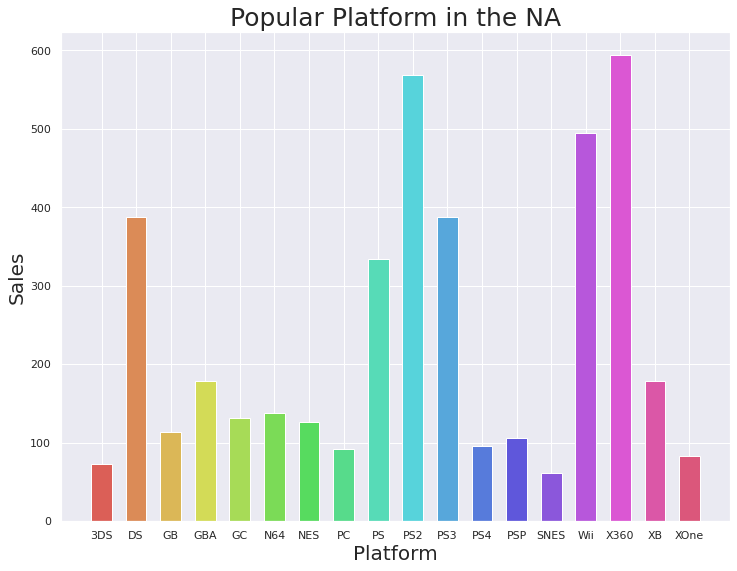 Popular Platform in the NA
Sales
600
500
400
300
200
100
0
3DS DS GB GBA GC N64 NES PC PS PS2 PS3 PS4 PSP SNES Wii X360 XB XOne
Platform